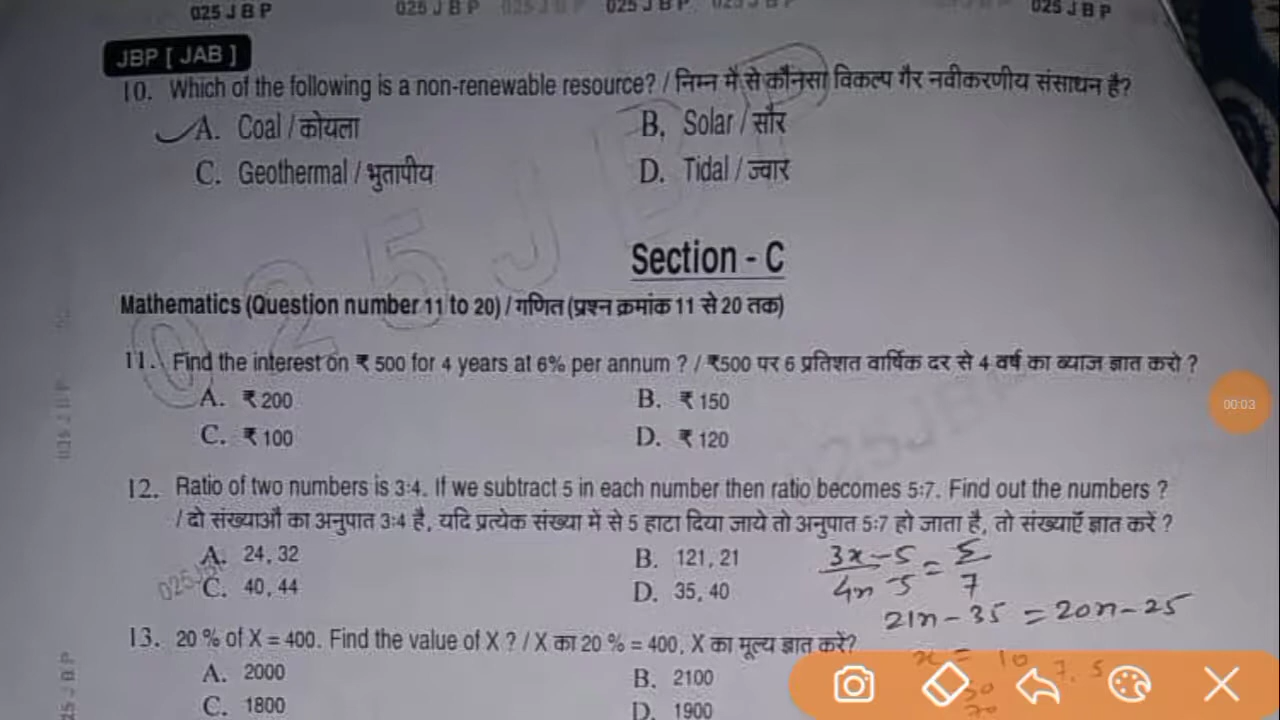 025 J B P 025 J B P 025 J B P 025 J B P 025 J B P 025 J B P
JBP [ JAB ]
10. Which of the following is a non-renewable resource? / निम्न में से कौनसा विकल्प गैर नवीकरणीय संसाधन है?
A. Coal / कोयला B. Solar / सौर
C. Geothermal / भुतापीय D. Tidal / ज्वार
025 J B P
Section - C
Mathematics (Question number 11 to 20) / गणित (प्रश्न क्रमांक 11 से 20 तक)
11. Find the interest on ₹ 500 for 4 years at 6% per annum ? / ₹500 पर 6 प्रतिशत वार्षिक दर से 4 वर्ष का ब्याज ज्ञात करो ?
A. ₹ 200 B. ₹ 150
C. ₹ 100 D. ₹ 120
00:03
025 J B P
12. Ratio of two numbers is 3:4. If we subtract 5 in each number then ratio becomes 5:7. Find out the numbers ?
/ दो संख्याऔ का अनुपात 3:4 है, यदि प्रत्येक संख्या में से 5 हाटा दिया जाये तो अनुपात 5:7 हो जाता है, तो संख्याएँ ज्ञात करें ?
A. 24, 32 B. 121, 21
C. 40, 44 D. 35, 40
3x-5 = 5
4x 5 7
21x - 35 = 20x - 25
x = 10
13. 20 % of X = 400. Find the value of X ? / X का 20 % = 400, X का मूल्य ज्ञात करें?
A. 2000 B. 2100
C. 1800 D. 1900